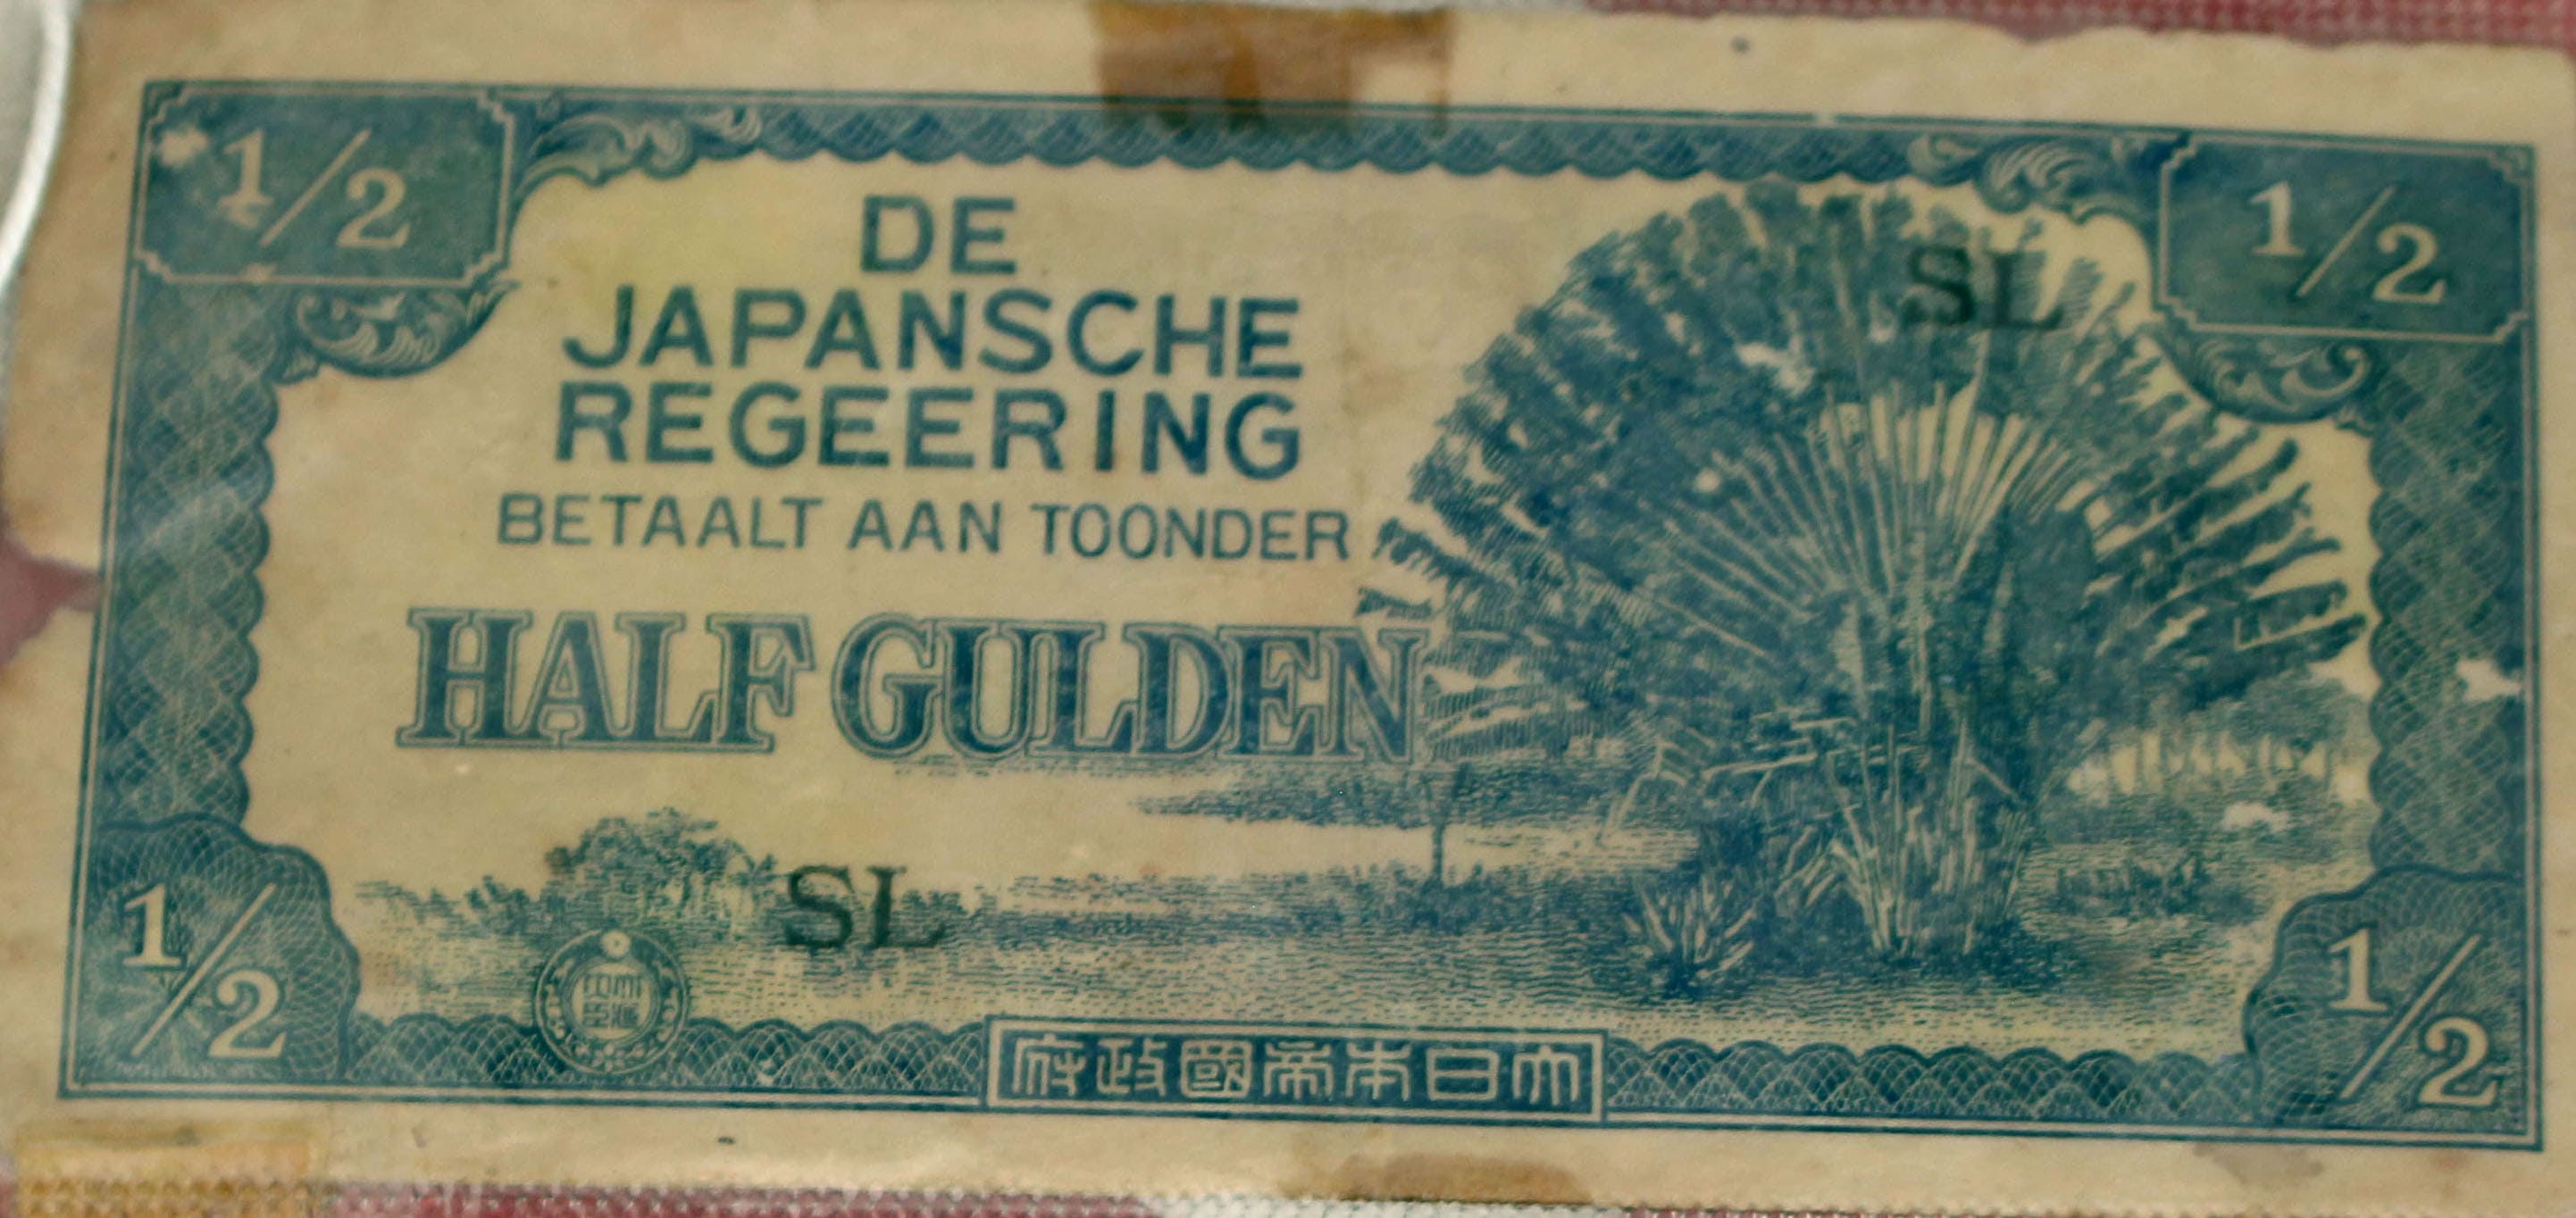 1/2
1/2
DE
JAPANSCHE
REGEERING
BETAALT AAN TOONDER
HALF GULDEN
SL
SL
1/2
1/2
府政國帝本日大